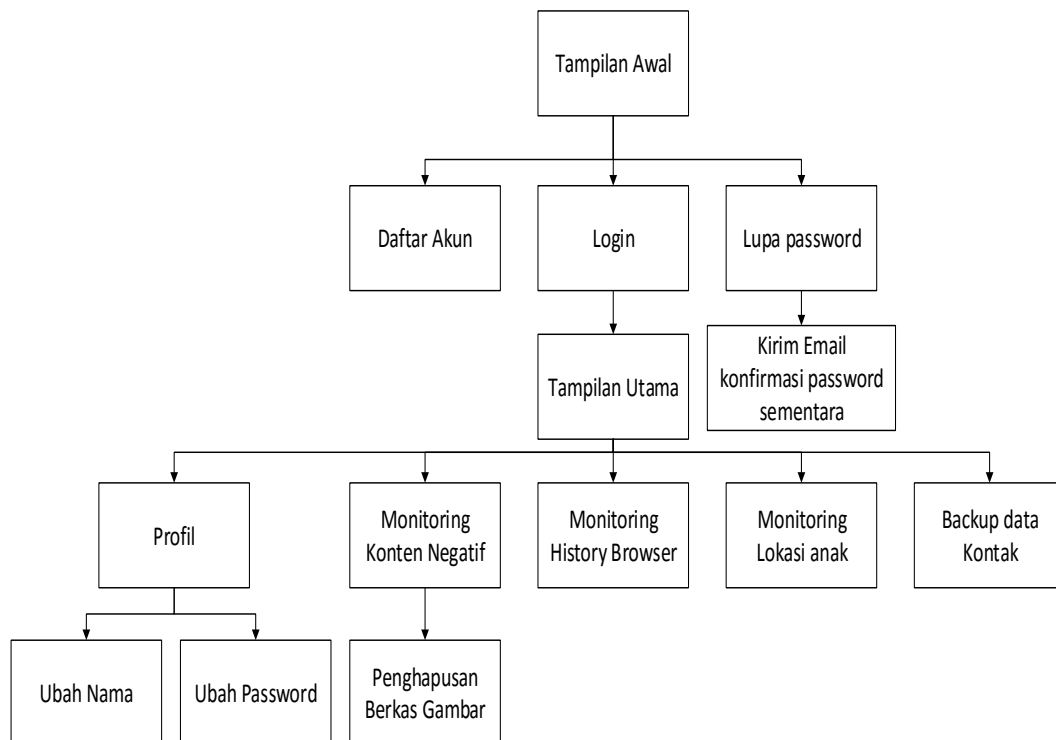 Tampilan Awal
Daftar Akun
Login
Lupa password
Tampilan Utama
Kirim Email
konfirmasi password
sementara
Profil
Monitoring
Konten Negatif
Monitoring
History Browser
Monitoring
Lokasi anak
Backup data
Kontak
Ubah Nama
Ubah Password
Penghapusan
Berkas Gambar